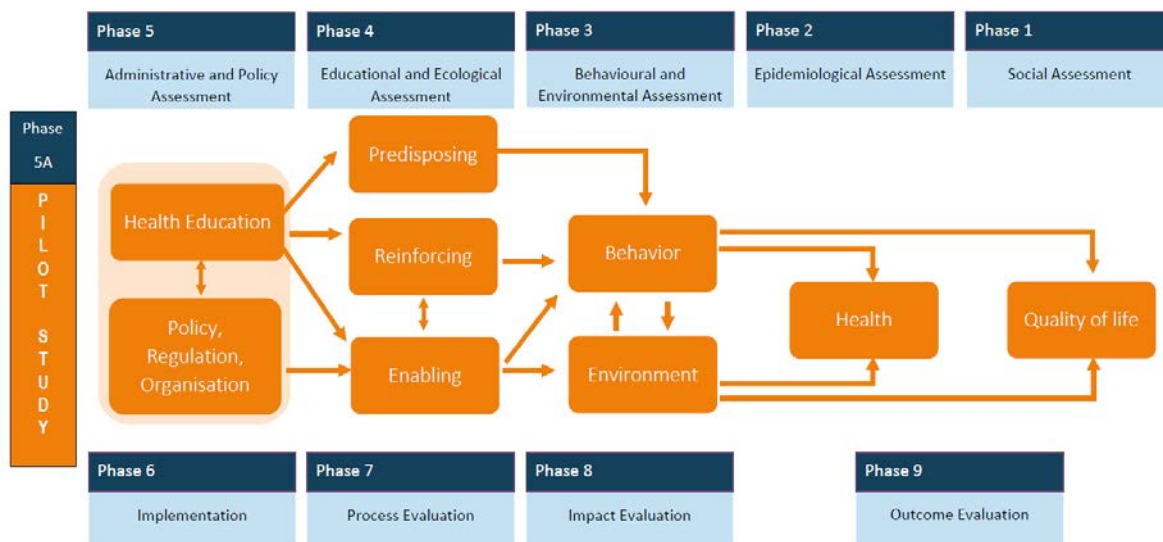 Phase 5
Administrative and Policy
Assessment
Phase 4
Educational and Ecological
Assessment
Phase 3
Behavioural and
Environmental Assessment
Phase 2
Epidemiological Assessment
Phase 1
Social Assessment
Phase
5A
P
I
L
O
T
S
T
U
D
Y
Health Education
Policy,
Regulation,
Organisation
Predisposing
Reinforcing
Enabling
Behavior
Environment
Health
Quality of life
Phase 6
Implementation
Phase 7
Process Evaluation
Phase 8
Impact Evaluation
Phase 9
Outcome Evaluation